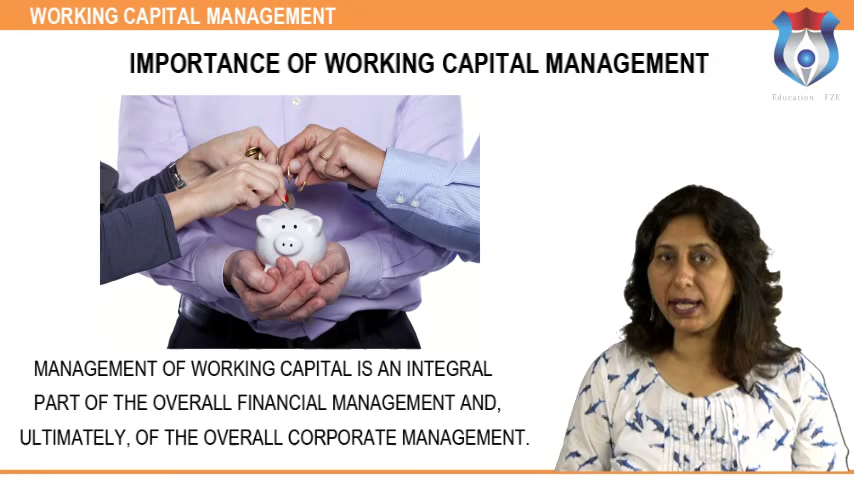 WORKING CAPITAL MANAGEMENT
IMPORTANCE OF WORKING CAPITAL MANAGEMENT
Education FZE
MANAGEMENT OF WORKING CAPITAL IS AN INTEGRAL
PART OF THE OVERALL FINANCIAL MANAGEMENT AND,
ULTIMATELY, OF THE OVERALL CORPORATE MANAGEMENT.